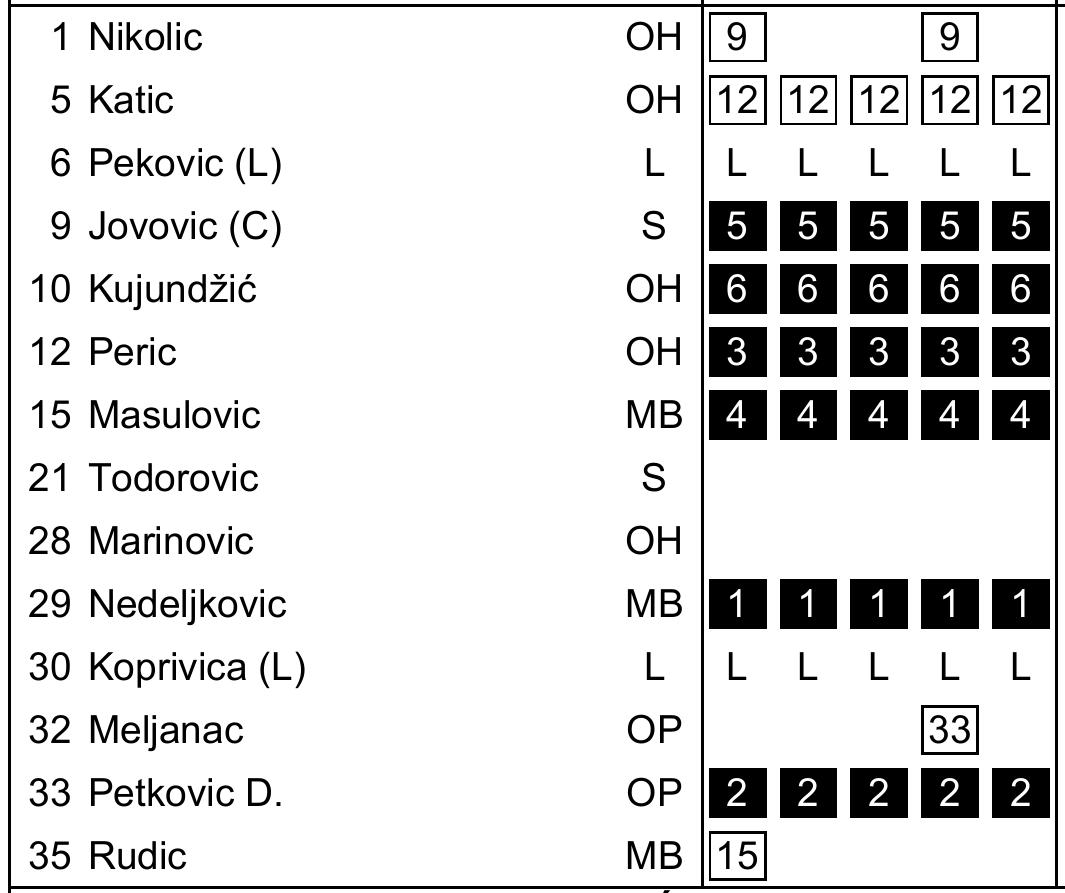 1 Nikolic OH 9 9
5 Katic OH 12 12 12 12 12
6 Pekovic (L) L L L L L L
9 Jovovic (C) S 5 5 5 5 5
10 Kujundžić OH 6 6 6 6 6
12 Peric OH 3 3 3 3 3
15 Masulovic MB 4 4 4 4 4
21 Todorovic S
28 Marinovic OH
29 Nedeljkovic MB 1 1 1 1 1
30 Koprivica (L) L L L L L L
32 Meljanac OP 33
33 Petkovic D. OP 2 2 2 2 2
35 Rudic MB 15